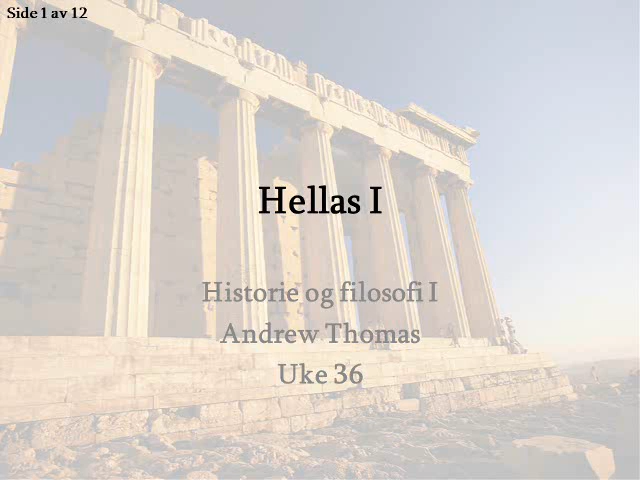 Side 1 av 12
Hellas I
Historie og filosofi I
Andrew Thomas
Uke 36